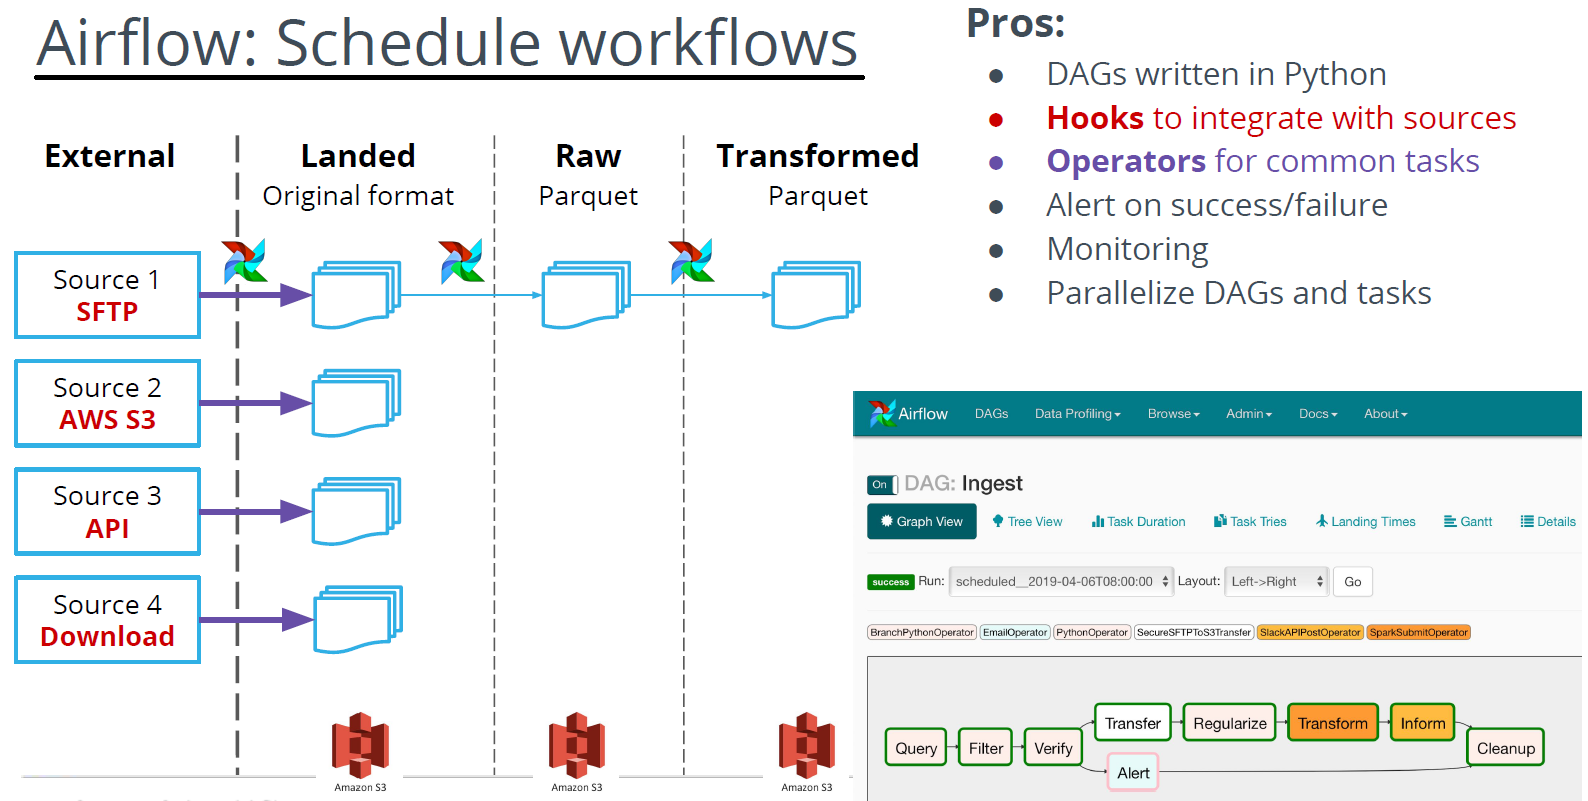 Airflow: Schedule workflows
External
Landed
Original format
Raw
Parquet
Transformed
Parquet
Source 1
SFTP
Source 2
AWS S3
Source 3
API
Source 4
Download
Amazon S3
Amazon S3
Amazon S3
Pros:
● DAGs written in Python
● Hooks to integrate with sources
● Operators for common tasks
● Alert on success/failure
● Monitoring
● Parallelize DAGs and tasks
Airflow DAGs Data Profiling Browse Admin Docs About
On DAG: Ingest
Graph View Tree View Task Duration Task Tries Landing Times Gantt Details
success Run: scheduled__2019-04-06T08:00:00 Layout: Left->Right Go
BranchPythonOperator EmailOperator PythonOperator SecureSFTPToS3Transfer SlackAPIPostOperator SparkSubmitOperator
Transfer Regularize Transform Inform
Query Filter Verify Cleanup
Alert